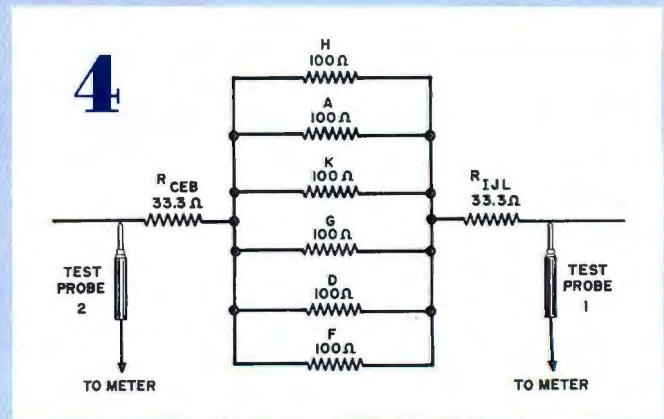 4
H
100Ω
A
100Ω
K
100Ω
G
100Ω
D
100Ω
F
100Ω
R CEB
33.3Ω
R IJL
33.3Ω
TEST
PROBE
2
TO METER
TEST
PROBE
1
TO METER